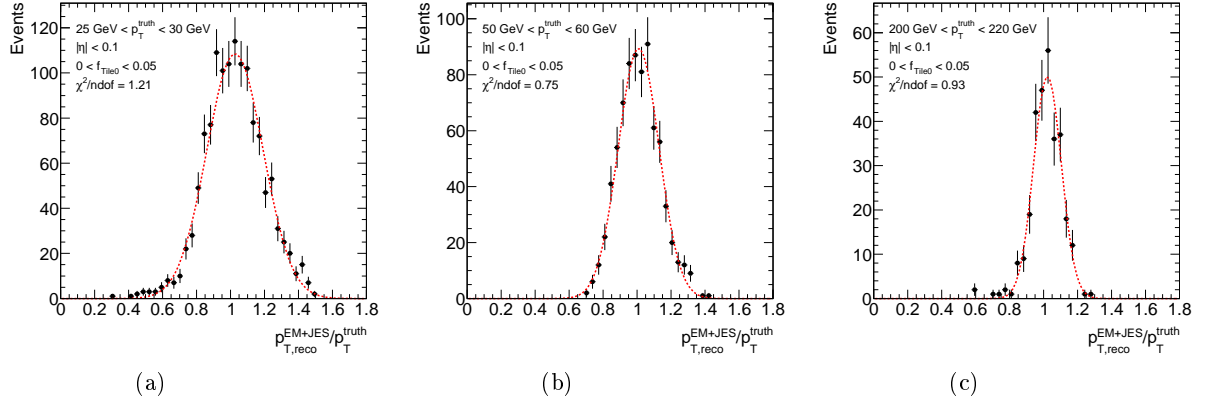 Events
25 GeV < p_T^truth < 30 GeV
|η| < 0.1
0 < f_Tile0 < 0.05
χ²/ndof = 1.21
120
100
80
60
40
20
0
0 0.2 0.4 0.6 0.8 1 1.2 1.4 1.6 1.8
p_T,reco^EM+JES/p_T^truth
(a)
Events
50 GeV < p_T^truth < 60 GeV
|η| < 0.1
0 < f_Tile0 < 0.05
χ²/ndof = 0.75
100
80
60
40
20
0
0 0.2 0.4 0.6 0.8 1 1.2 1.4 1.6 1.8
p_T,reco^EM+JES/p_T^truth
(b)
Events
200 GeV < p_T^truth < 220 GeV
|η| < 0.1
0 < f_Tile0 < 0.05
χ²/ndof = 0.93
60
50
40
30
20
10
0
0 0.2 0.4 0.6 0.8 1 1.2 1.4 1.6 1.8
p_T,reco^EM+JES/p_T^truth
(c)